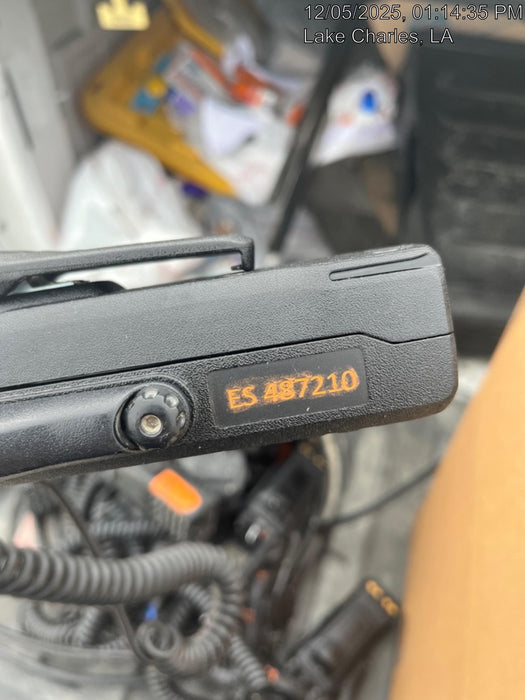 12/05/2025, 01:14:35 PM
Lake Charles, LA
ES 487210